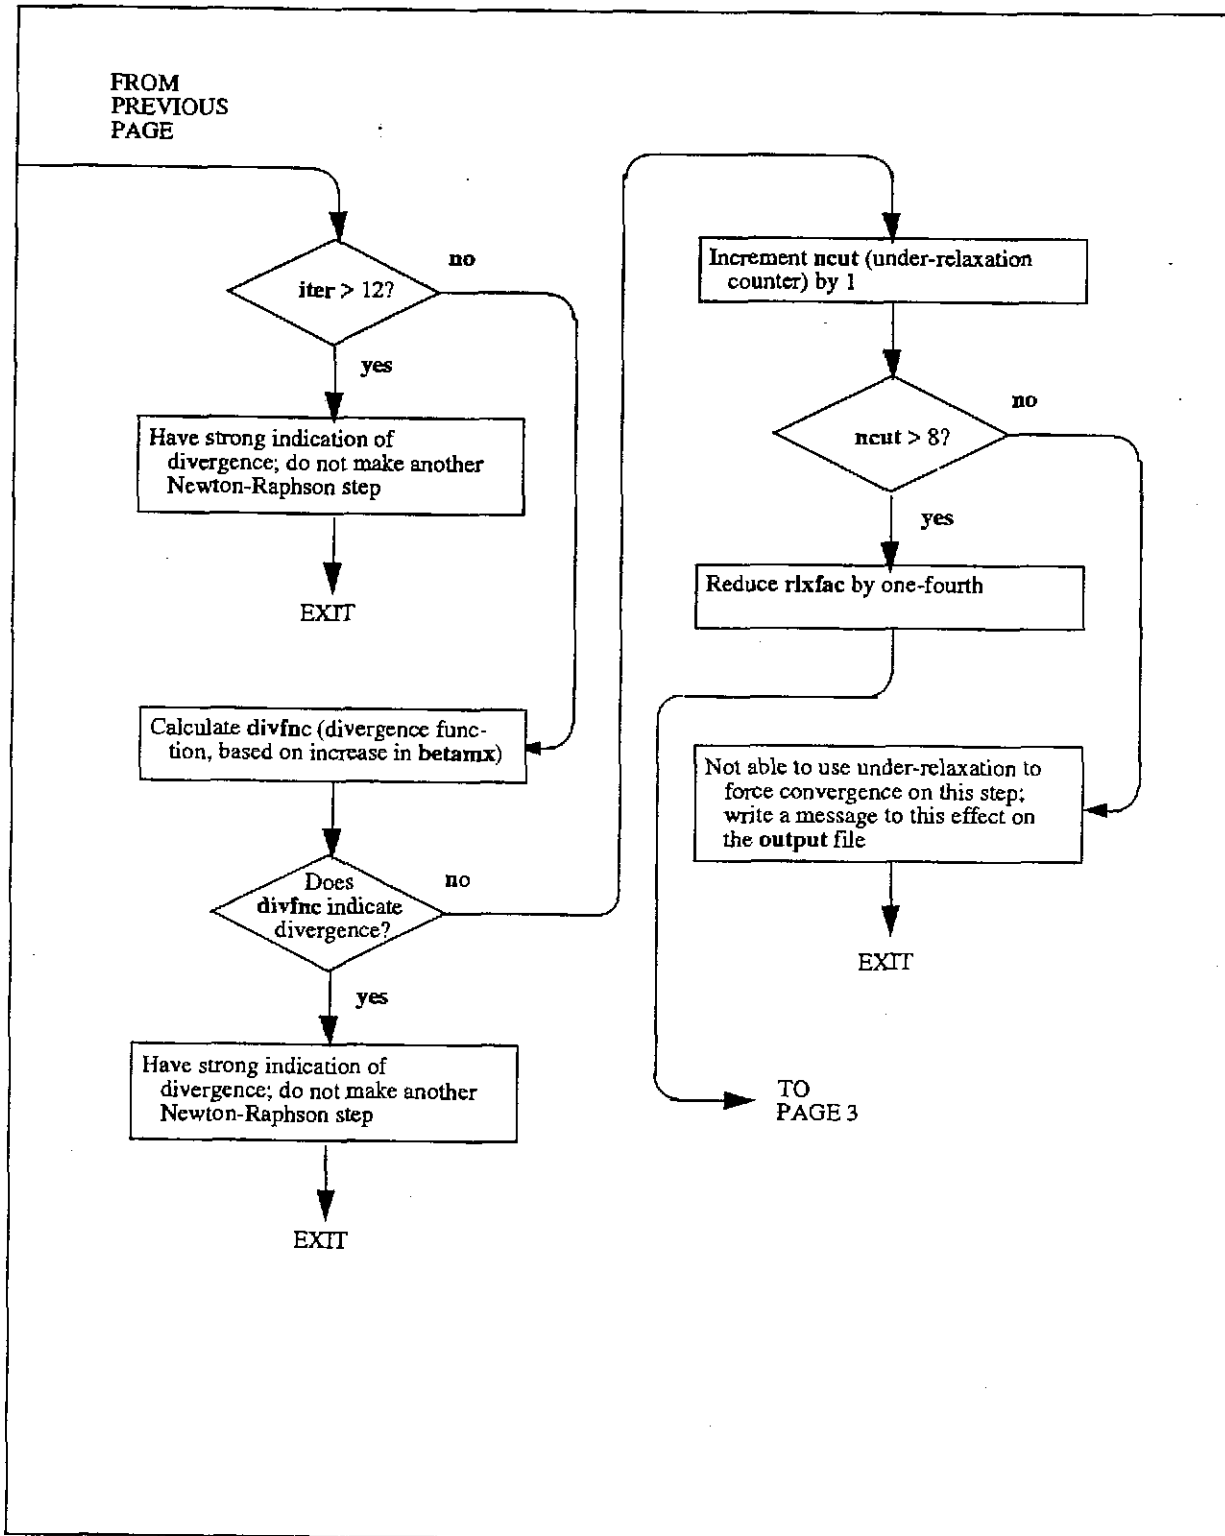 FROM
PREVIOUS
PAGE
iter > 12?
no
yes
Have strong indication of
divergence; do not make another
Newton-Raphson step
EXIT
Calculate divfnc (divergence func-
tion, based on increase in betamx)
Does
divfnc indicate
divergence?
no
yes
Have strong indication of
divergence; do not make another
Newton-Raphson step
EXIT
Increment ncut (under-relaxation
counter) by 1
ncut > 8?
no
yes
Reduce rlxfac by one-fourth
Not able to use under-relaxation to
force convergence on this step;
write a message to this effect on
the output file
EXIT
TO
PAGE 3